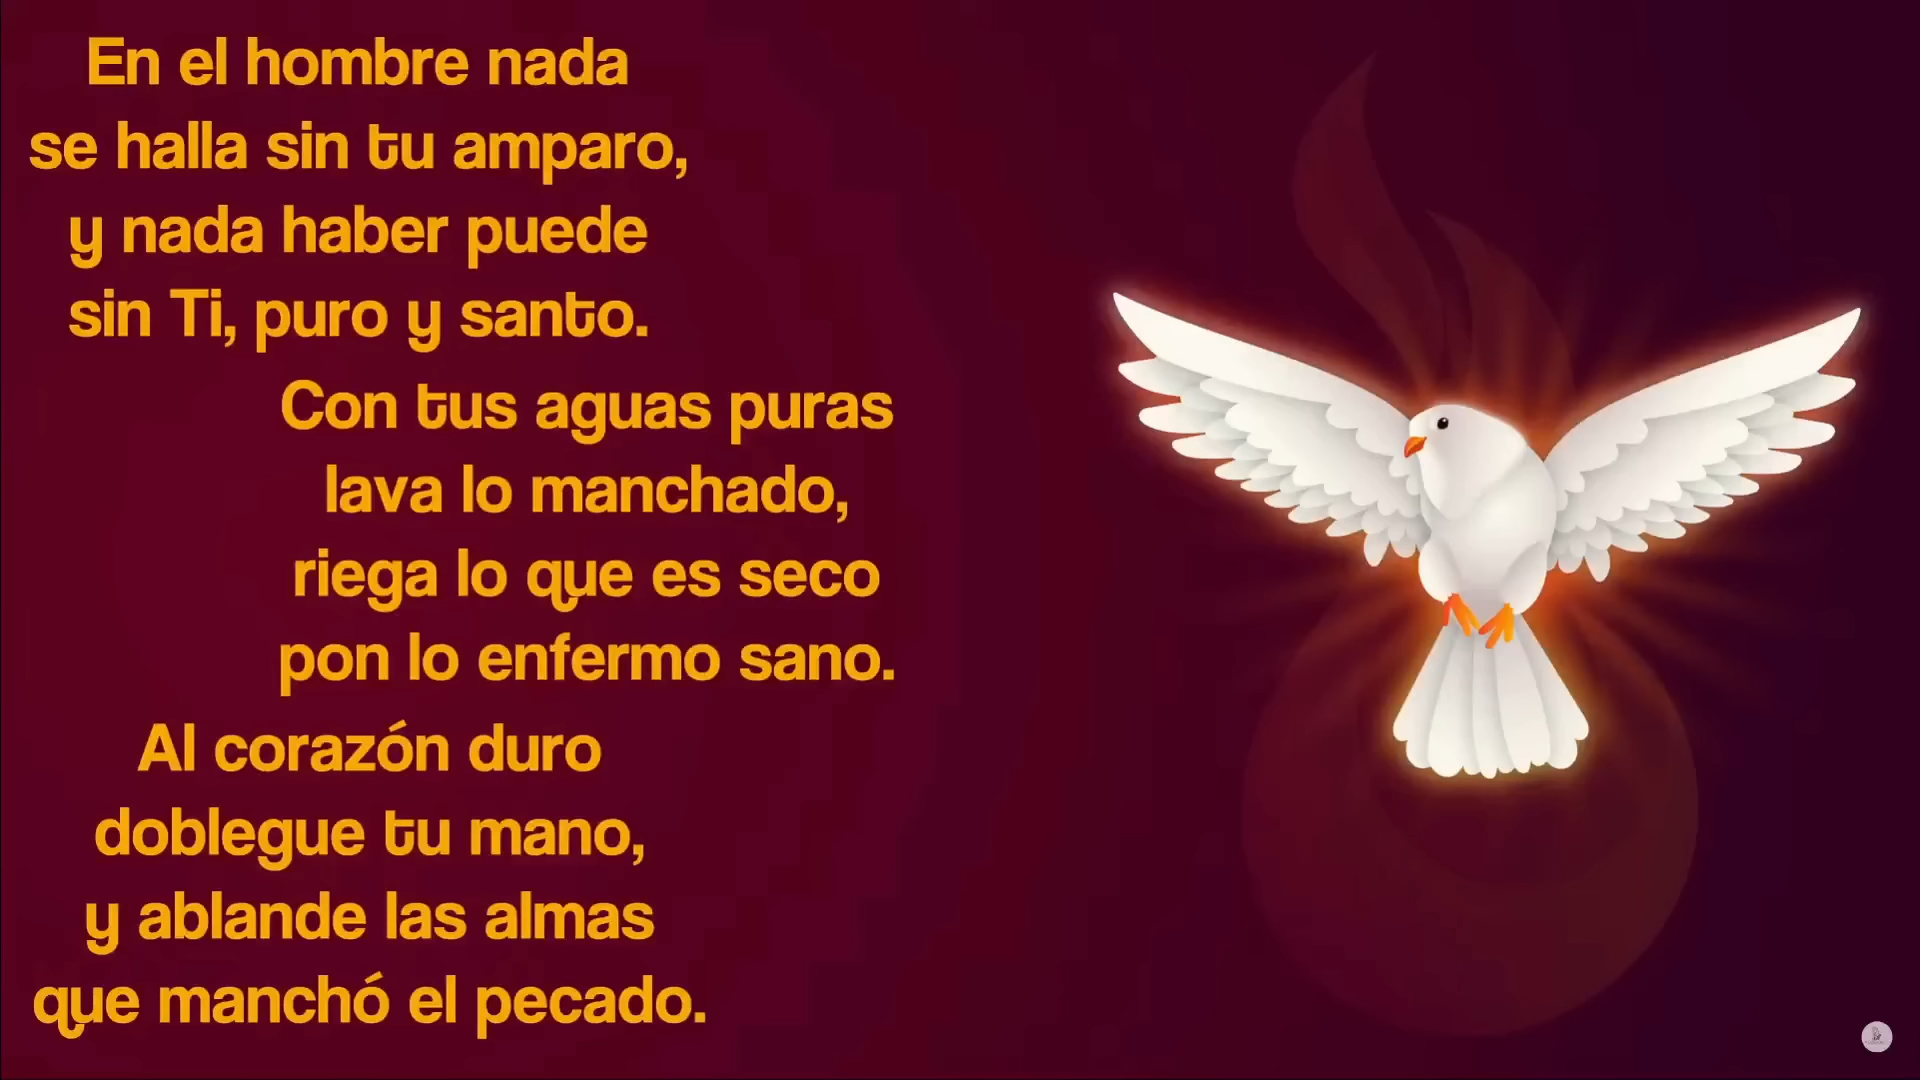 En el hombre nada
se halla sin tu amparo,
y nada haber puede
sin Ti, puro y santo.
Con tus aguas puras
lava lo manchado,
riega lo que es seco
pon lo enfermo sano.
Al corazón duro
doblegue tu mano,
y ablande las almas
que manchó el pecado.